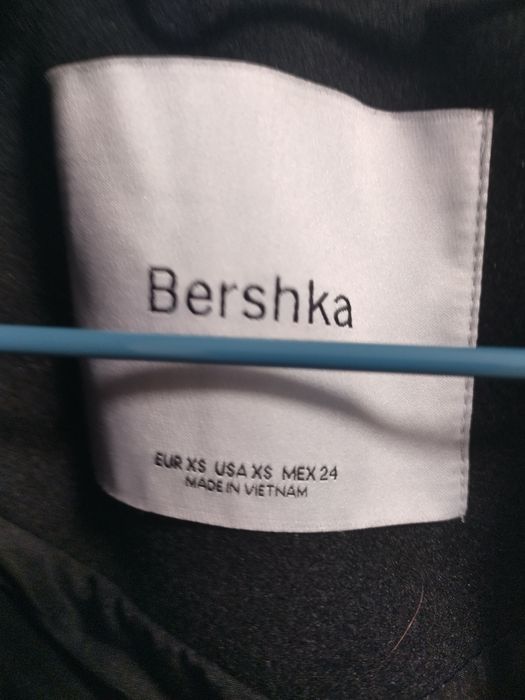 Bershka
EUR XS USA XS MEX 24
MADE IN VIETNAM